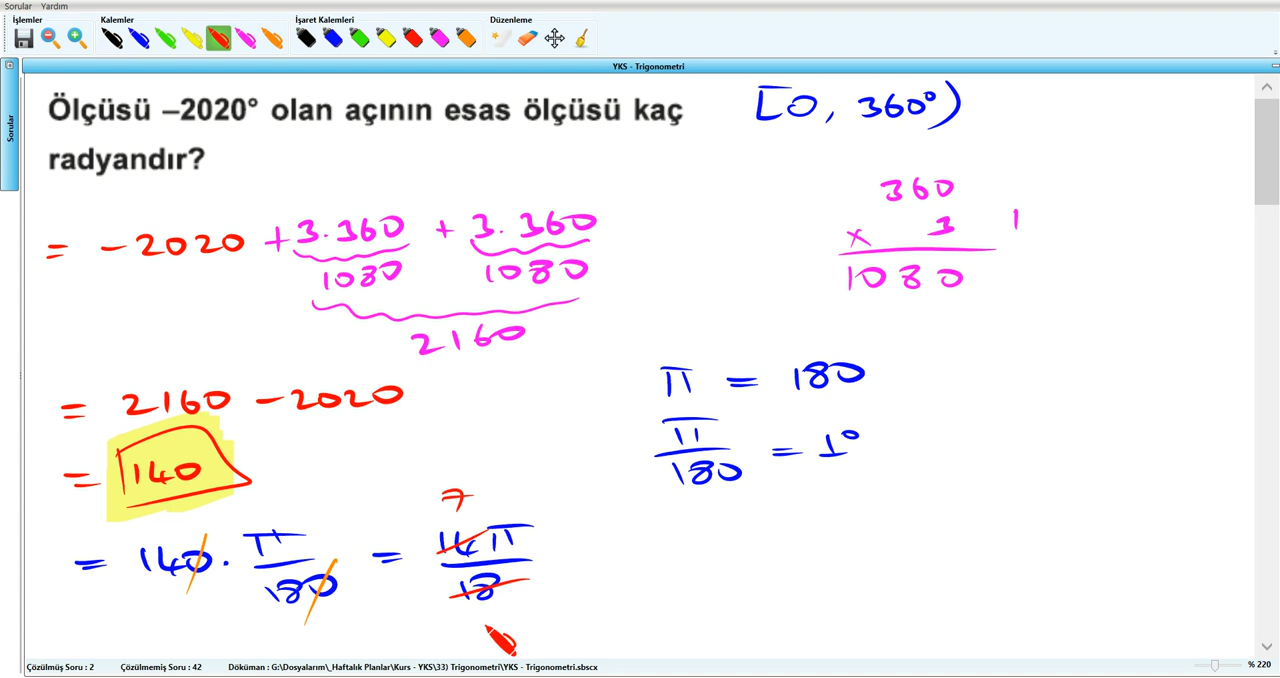 Sorular Yardım
İşlemler Kalemler İşaret Kalemleri Düzenleme
YKS - Trigonometri
Sorular
Ölçüsü –2020° olan açının esas ölçüsü kaç
radyandır?
[0, 360°)
= -2020 + 3.360 + 3.360
1080 1080
2160
360
x 3
1080
1
= 2160 - 2020
= 140
π = 180
π/180 = 1°
7
= 140 . π/180 = 14π/18
Çözülmüş Soru : 2 Çözülmemiş Soru : 42 Döküman : G:\Dosyalarım\_Haftalık Planlar\Kurs - YKS\33) Trigonometri\YKS - Trigonometri.sbscx % 220